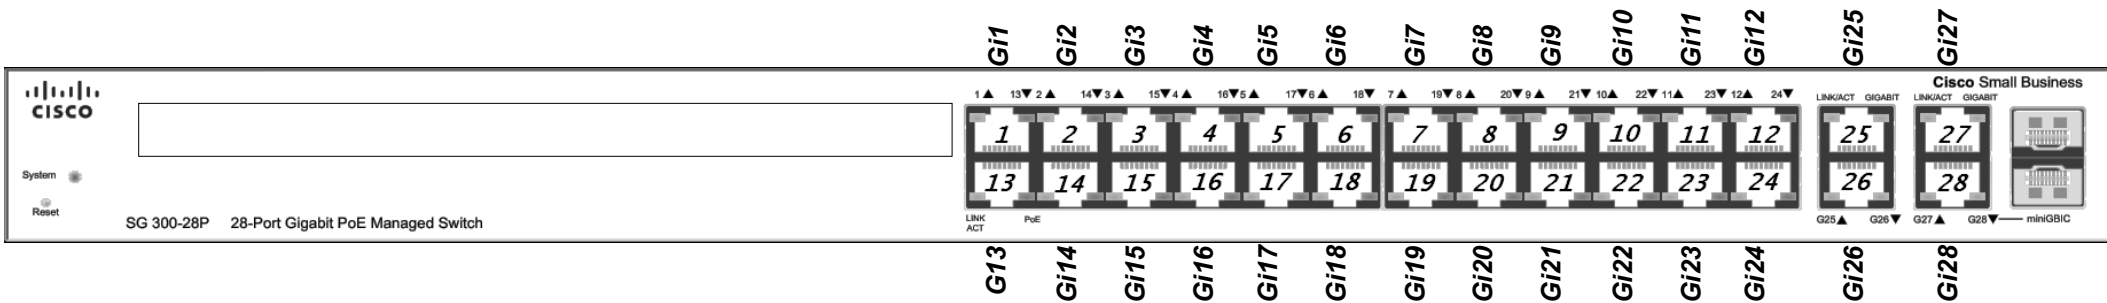 Gi1 Gi2 Gi3 Gi4 Gi5 Gi6 Gi7 Gi8 Gi9 Gi10 Gi11 Gi12 Gi25 Gi27
Cisco Small Business
CISCO
1▲ 13▼ 2▲ 14▼ 3▲ 15▼ 4▲ 16▼ 5▲ 17▼ 6▲ 18▼ 7▲ 19▼ 8▲ 20▼ 9▲ 21▼ 10▲ 22▼ 11▲ 23▼ 12▲ 24▼ LINK/ACT GIGABIT LINK/ACT GIGABIT
1 2 3 4 5 6 7 8 9 10 11 12 25 27
System
13 14 15 16 17 18 19 20 21 22 23 24 26 28
Reset
SG 300-28P 28-Port Gigabit PoE Managed Switch
LINK PoE G25▲ G26▼ G27▲ G28▼ miniGBIC
ACT
G13 Gi14 Gi15 Gi16 Gi17 Gi18 Gi19 Gi20 Gi21 Gi22 Gi23 Gi24 Gi26 Gi28